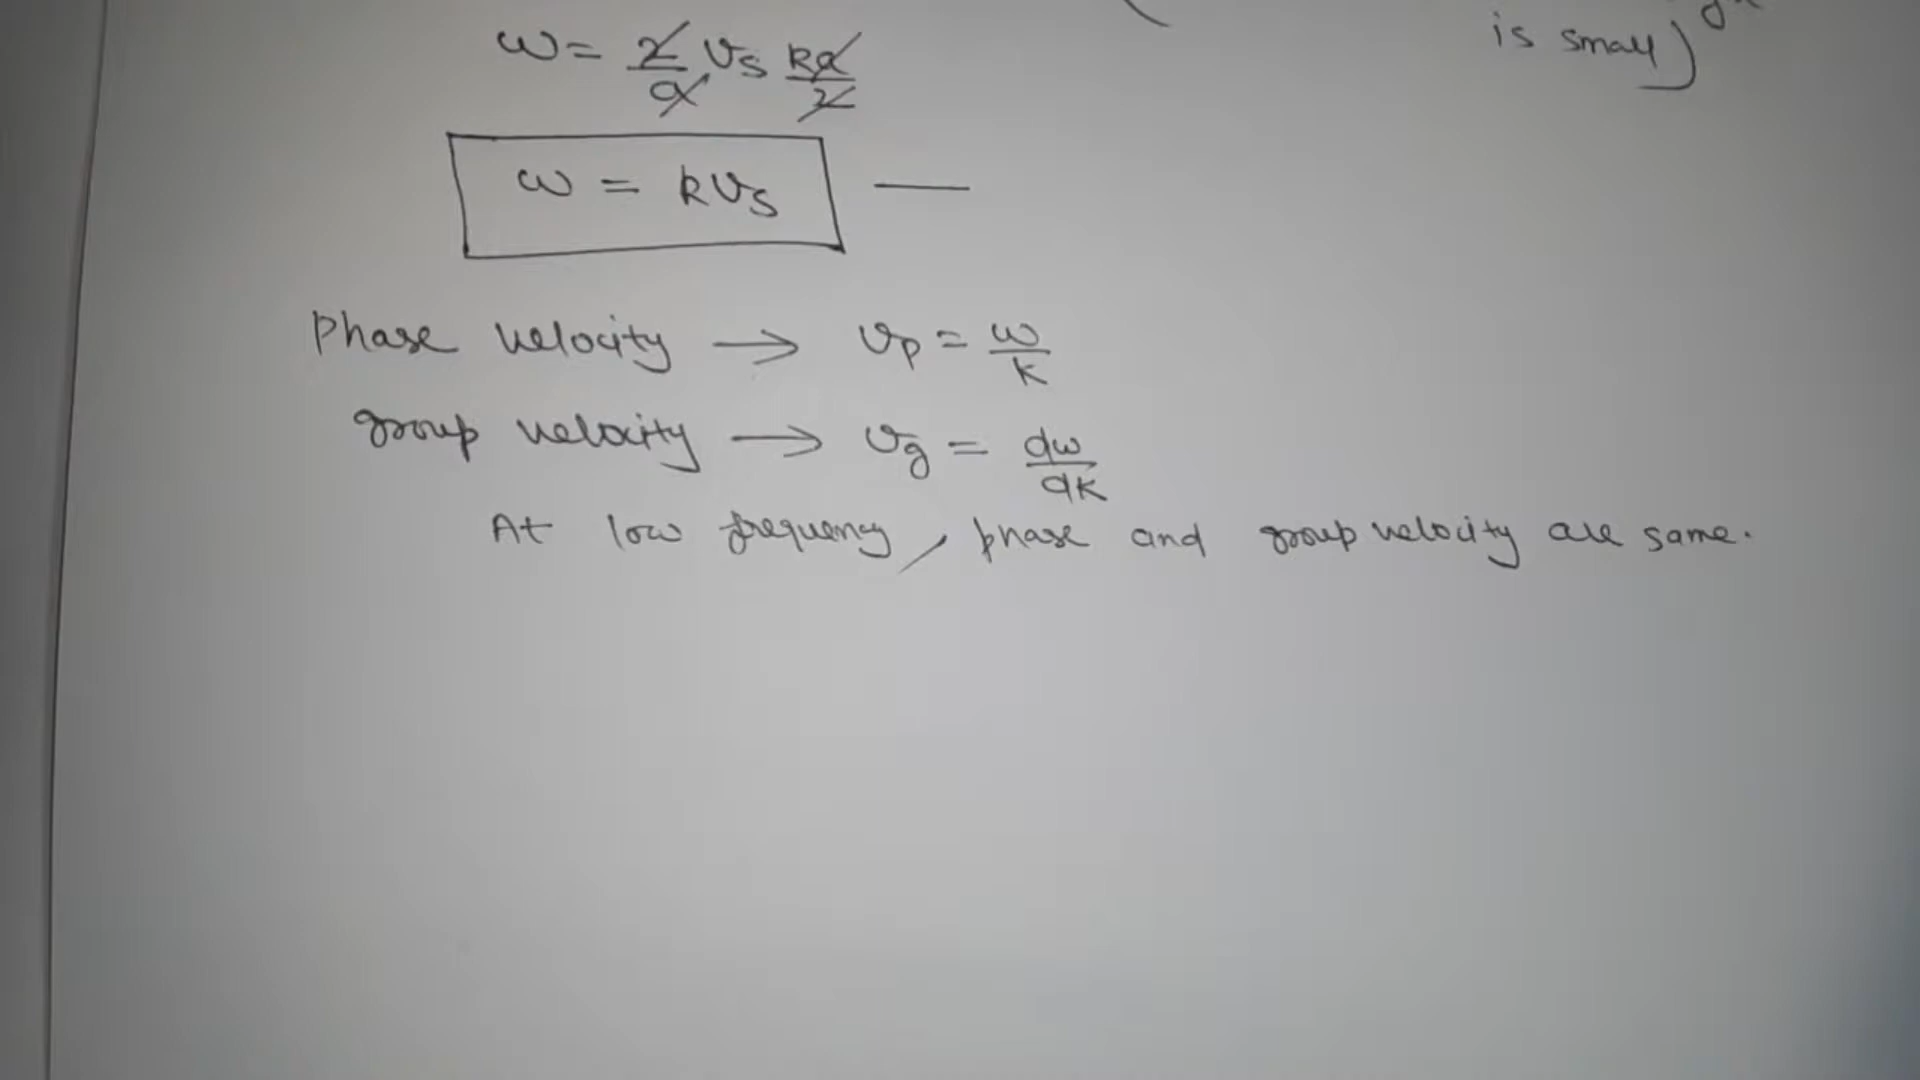 ω = 2/a vs ka/2
is small)
ω = kvs —
Phase velocity → vp = ω/k
group velocity → vg = dω/dk
At low frequency, phase and group velocity are same.